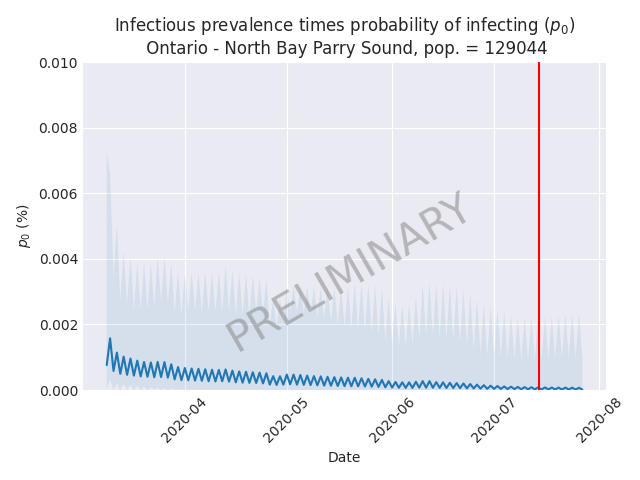 Infectious prevalence times probability of infecting (p₀)
Ontario - North Bay Parry Sound, pop. = 129044
0.010
0.008
0.006
0.004
0.002
0.000
p₀ (%)
PRELIMINARY
2020-04
2020-05
2020-06
2020-07
2020-08
Date